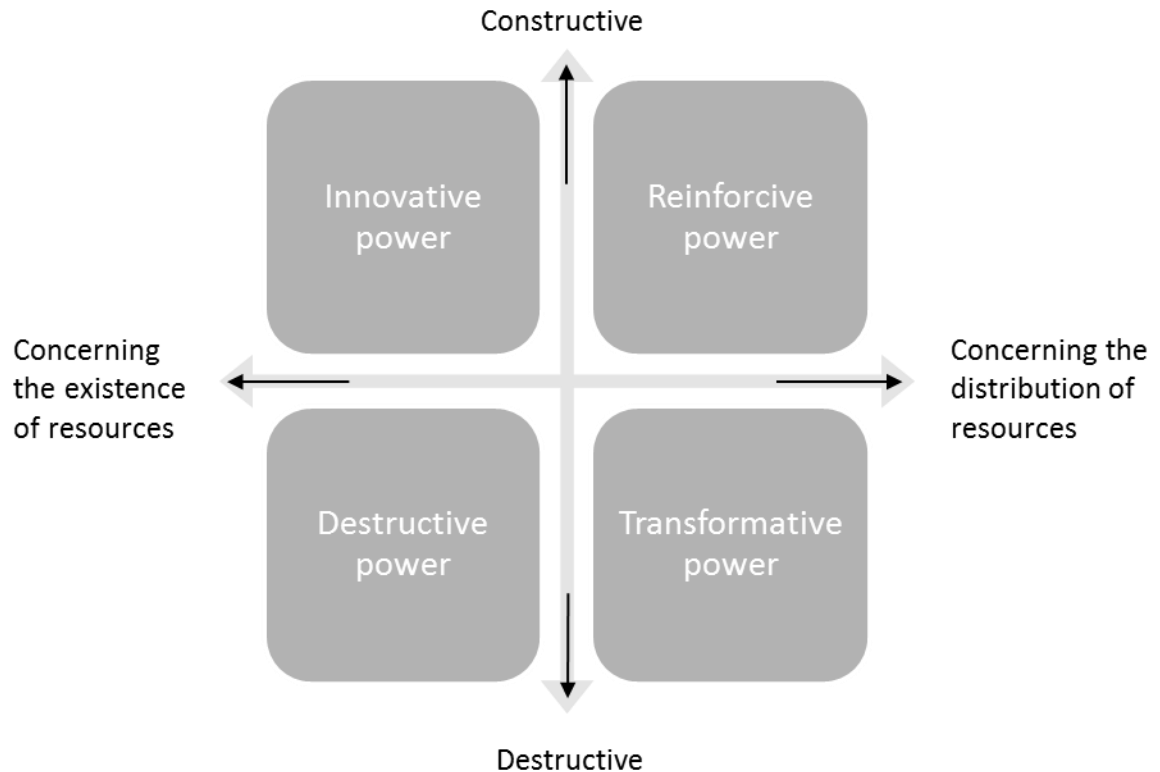 Constructive
Innovative
power
Reinforcive
power
Concerning
the existence
of resources
Concerning the
distribution of
resources
Destructive
power
Transformative
power
Destructive